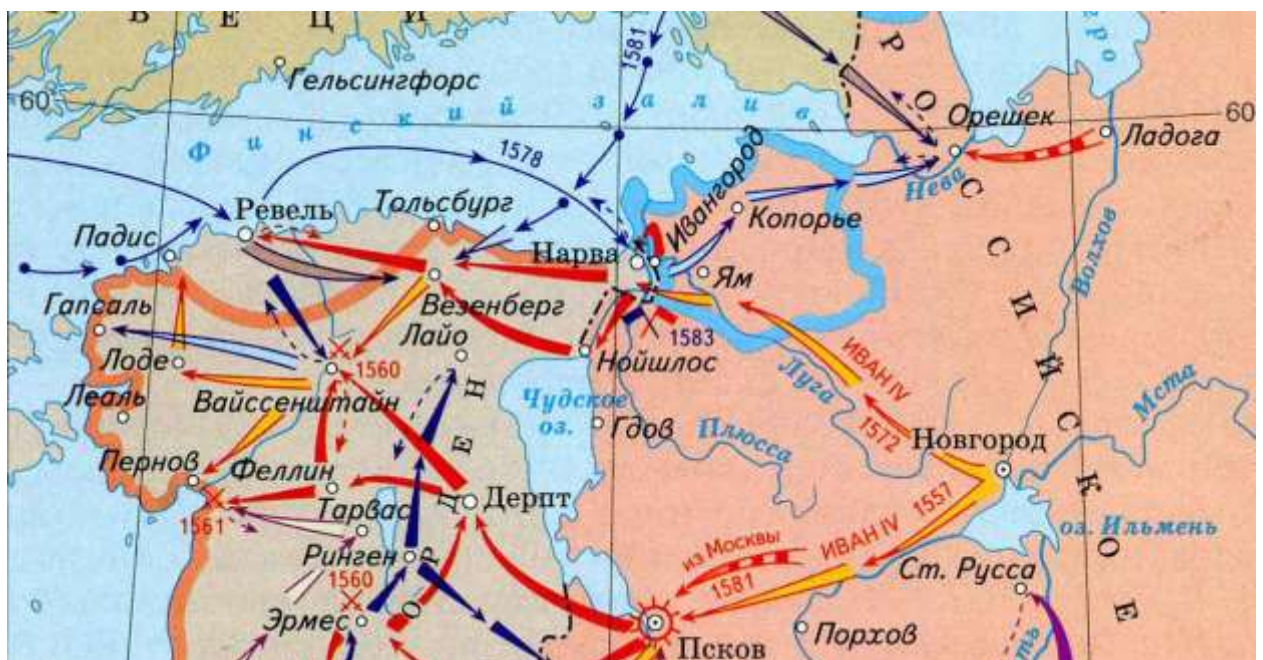 В Е Ц И
60
Гельсингфорс
1581
Финский залив
60
Орешек
Ладога
1578
Нева
Ревель
Тольсбург
Ивангород
Копорье
Волхов
Падис
Нарва
Ям
Гапсаль
Везенберг
Лайо
1583
Нойшлос
Лоде
1560
ИВАН IV
1572
Луга
Леаль
Вайссенштайн
Чудское
оз.
Гдов
Плюсса
Мста
Новгород
Пернов
Феллин
Дерпт
1561
Тарвас
1557
ИВАН IV
оз. Ильмень
Ринген
из Москвы
1581
Ст. Русса
1560
Эрмес
Порхов
Псков
О Р Д Е Н
Р О С С И Й С К О Е
ро
ть